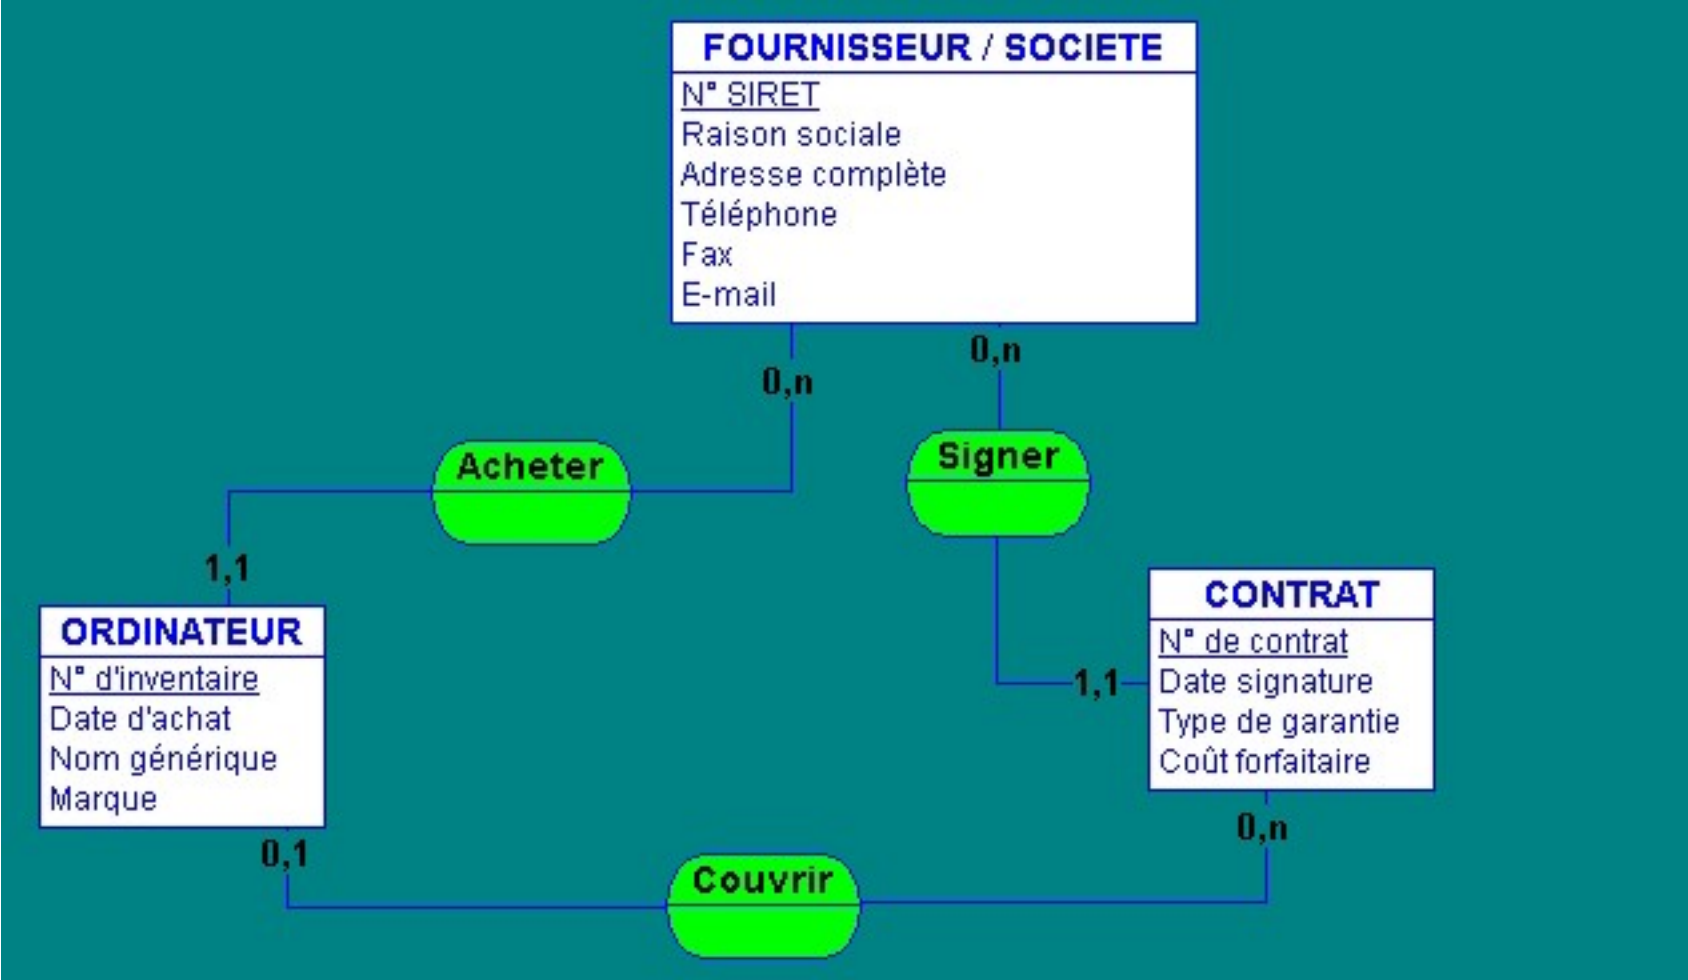 FOURNISSEUR / SOCIETE
N° SIRET
Raison sociale
Adresse complète
Téléphone
Fax
E-mail
0,n
0,n
Acheter
Signer
1,1
ORDINATEUR
N° d'inventaire
Date d'achat
Nom générique
Marque
0,1
CONTRAT
N° de contrat
Date signature
Type de garantie
Coût forfaitaire
1,1
0,n
Couvrir